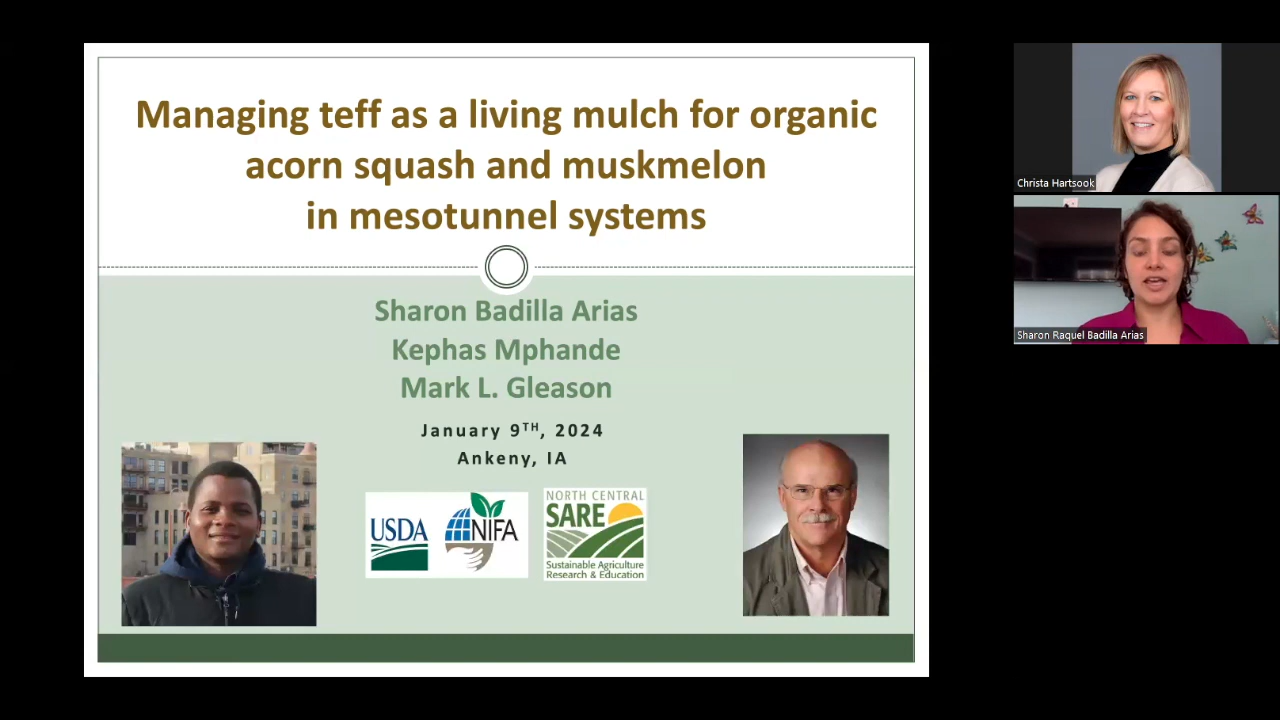 Managing teff as a living mulch for organic
acorn squash and muskmelon
in mesotunnel systems
Sharon Badilla Arias
Kephas Mphande
Mark L. Gleason
January 9TH, 2024
Ankeny, IA
USDA
NIFA
NORTH CENTRAL
SARE
Sustainable Agriculture
Research & Education
Christa Hartsook
Sharon Raquel Badilla Arias